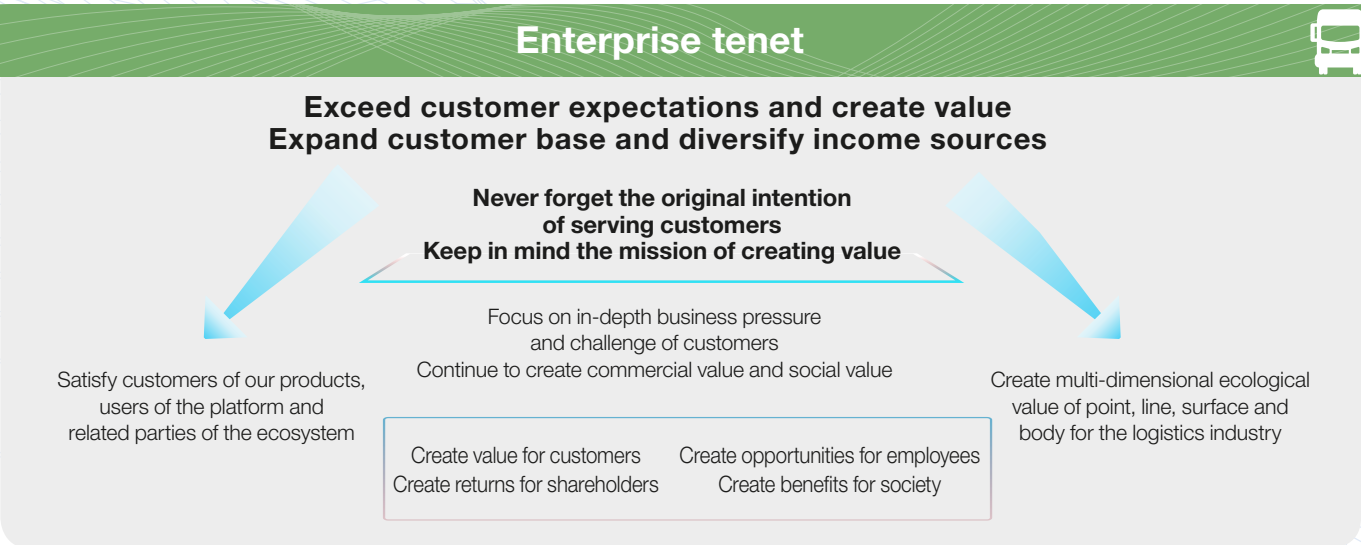 Enterprise tenet
Exceed customer expectations and create value
Expand customer base and diversify income sources
Never forget the original intention
of serving customers
Keep in mind the mission of creating value
Focus on in-depth business pressure
and challenge of customers
Continue to create commercial value and social value
Satisfy customers of our products,
users of the platform and
related parties of the ecosystem
Create multi-dimensional ecological
value of point, line, surface and
body for the logistics industry
Create value for customers
Create opportunities for employees
Create returns for shareholders
Create benefits for society